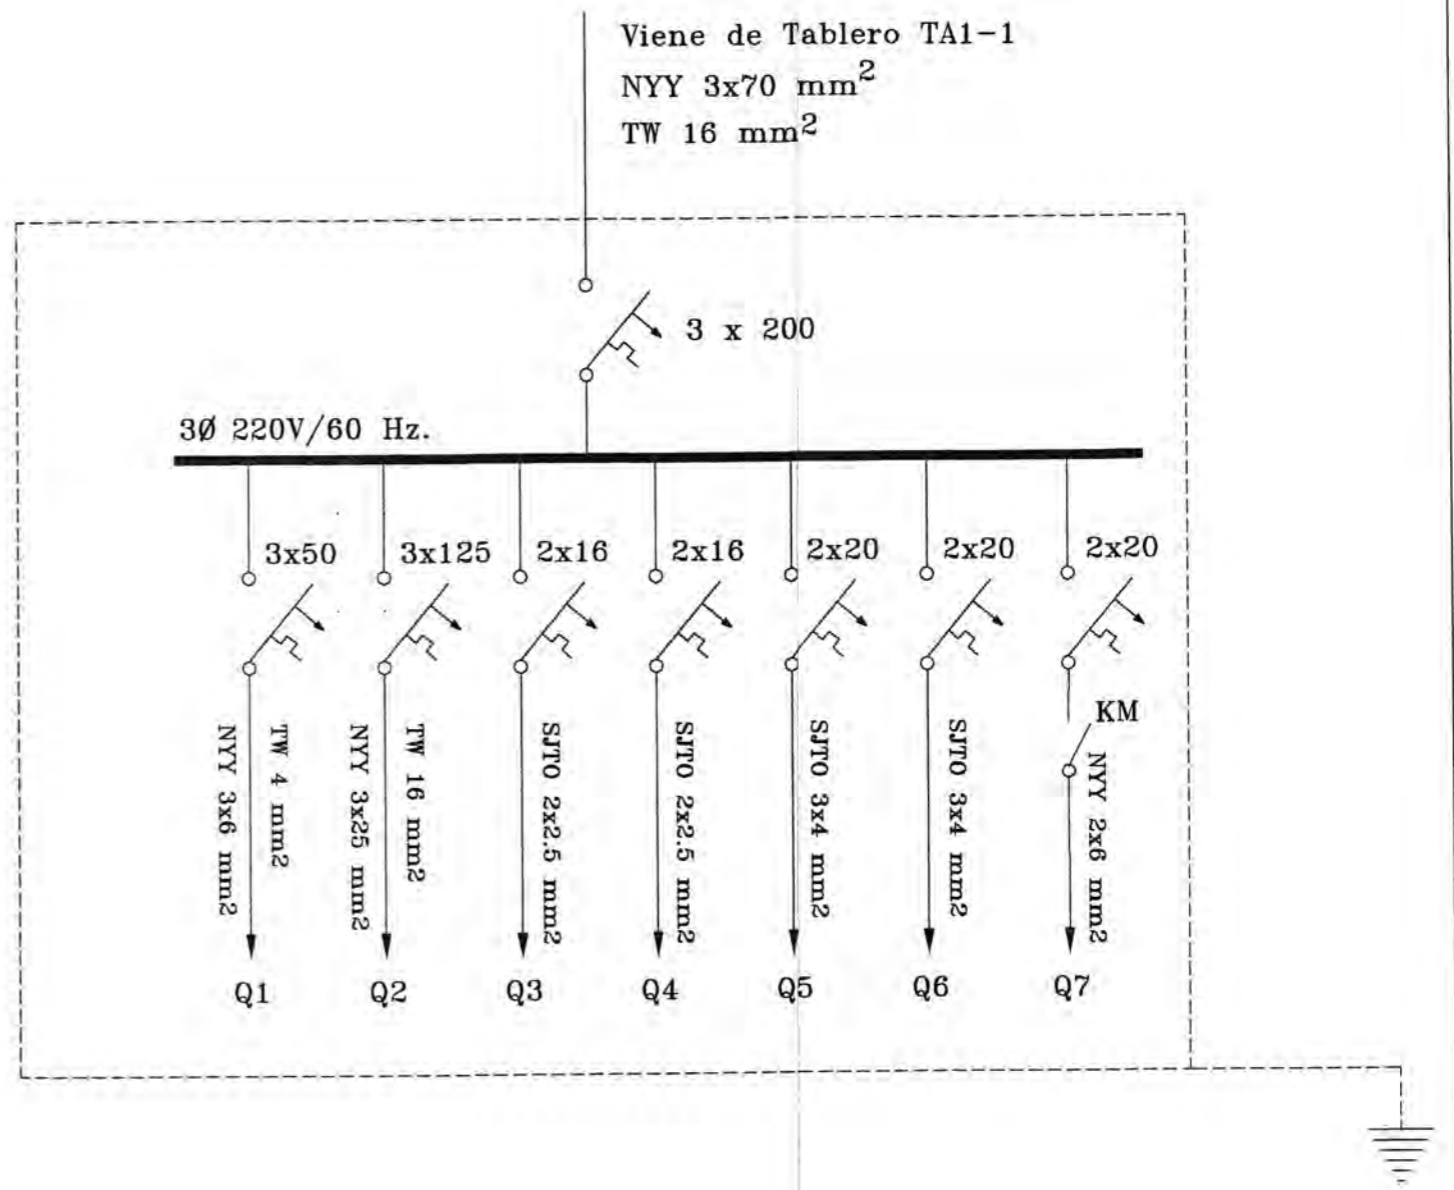 Viene de Tablero TA1-1
NYY 3x70 mm²
TW 16 mm²
3 x 200
3Ø 220V/60 Hz.
3x50
3x125
2x16
2x16
2x20
2x20
2x20
KM
NYY 3x6 mm2
TW 4 mm2
NYY 3x25 mm2
TW 16 mm2
SJTO 2x2.5 mm2
SJTO 2x2.5 mm2
SJTO 3x4 mm2
SJTO 3x4 mm2
NYY 2x6 mm2
Q1
Q2
Q3
Q4
Q5
Q6
Q7